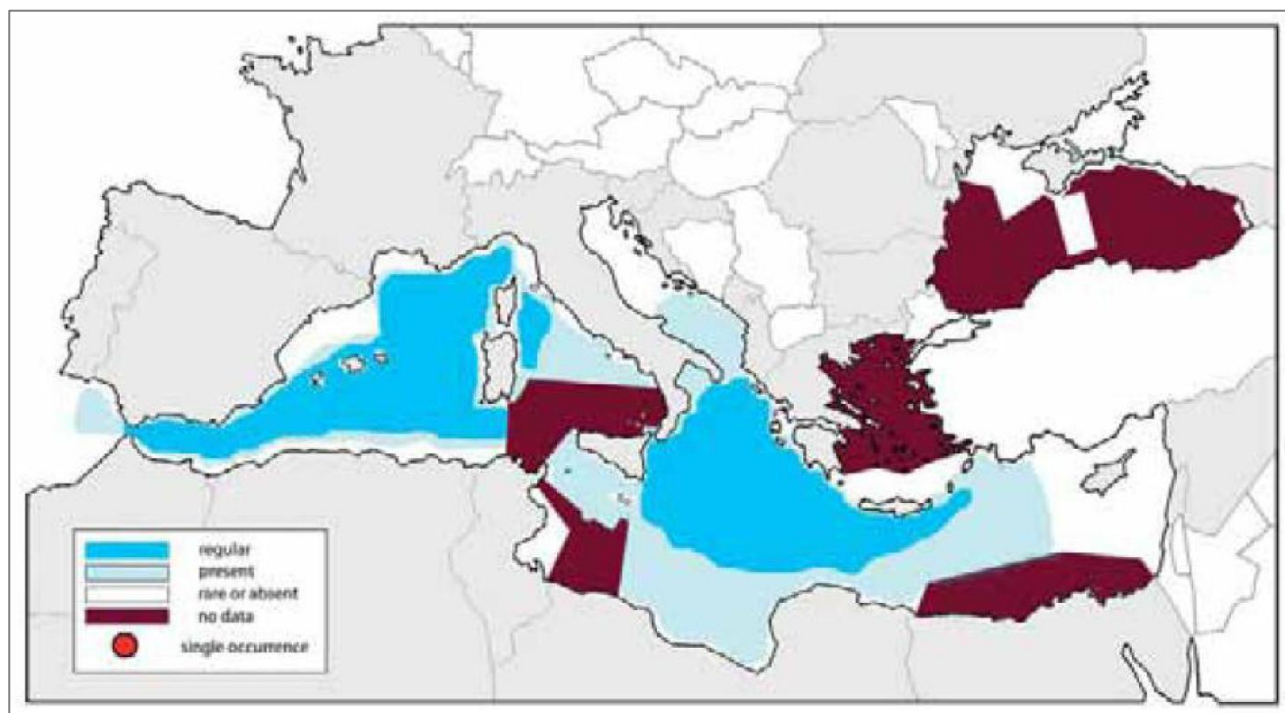 regular
present
rare or absent
no data
single occurrence